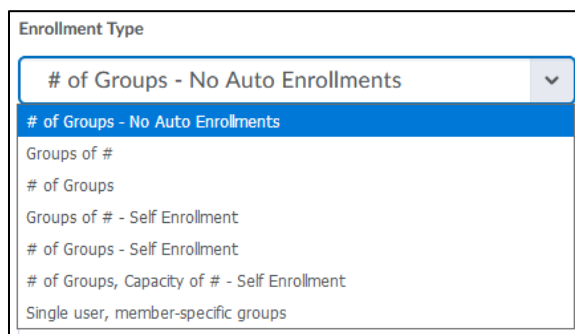 Enrollment Type
# of Groups - No Auto Enrollments
# of Groups - No Auto Enrollments
Groups of #
# of Groups
Groups of # - Self Enrollment
# of Groups - Self Enrollment
# of Groups, Capacity of # - Self Enrollment
Single user, member-specific groups